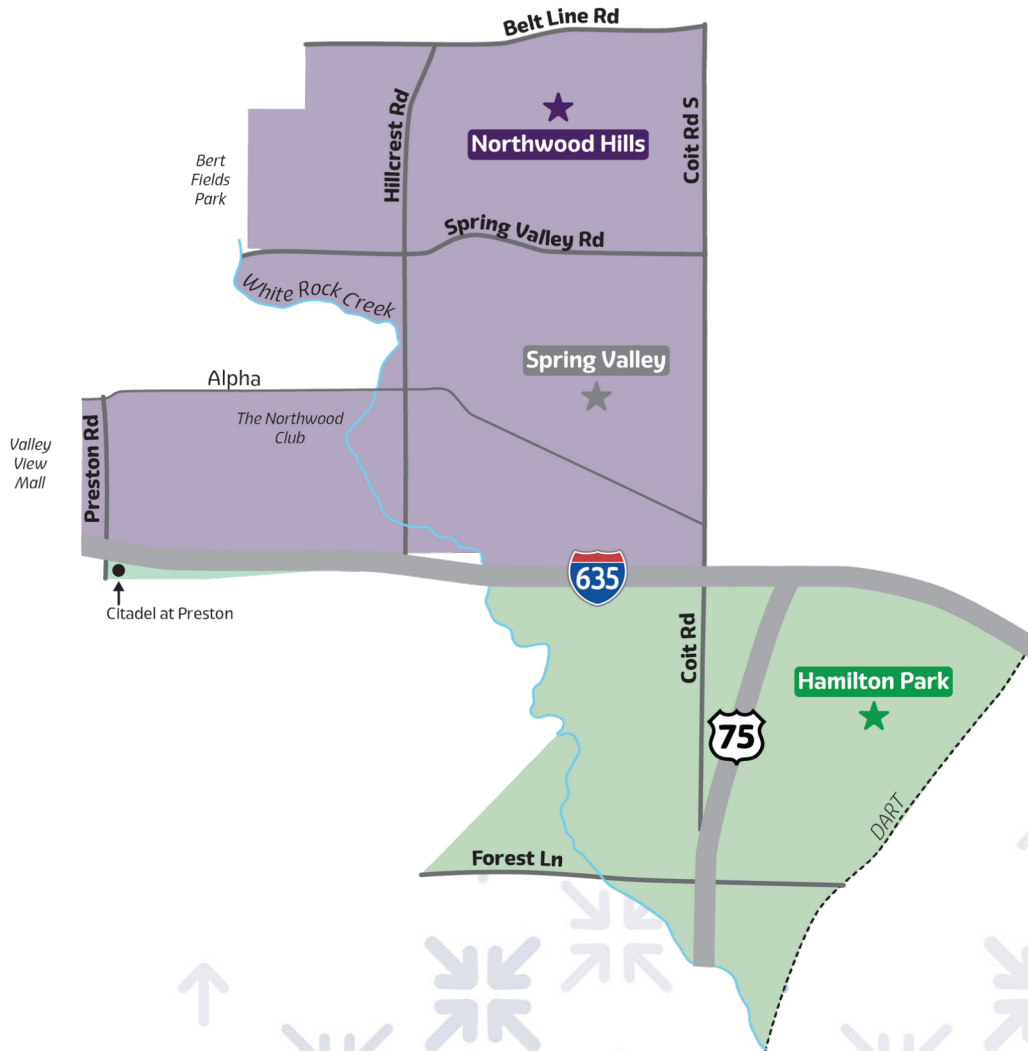 Belt Line Rd
Hillcrest Rd
Coit Rd S
Northwood Hills
Bert
Fields
Park
Spring Valley Rd
White Rock Creek
Spring Valley
Alpha
The Northwood
Club
Valley
View
Mall
Preston Rd
635
Citadel at Preston
Coit Rd
Hamilton Park
75
DART
Forest Ln